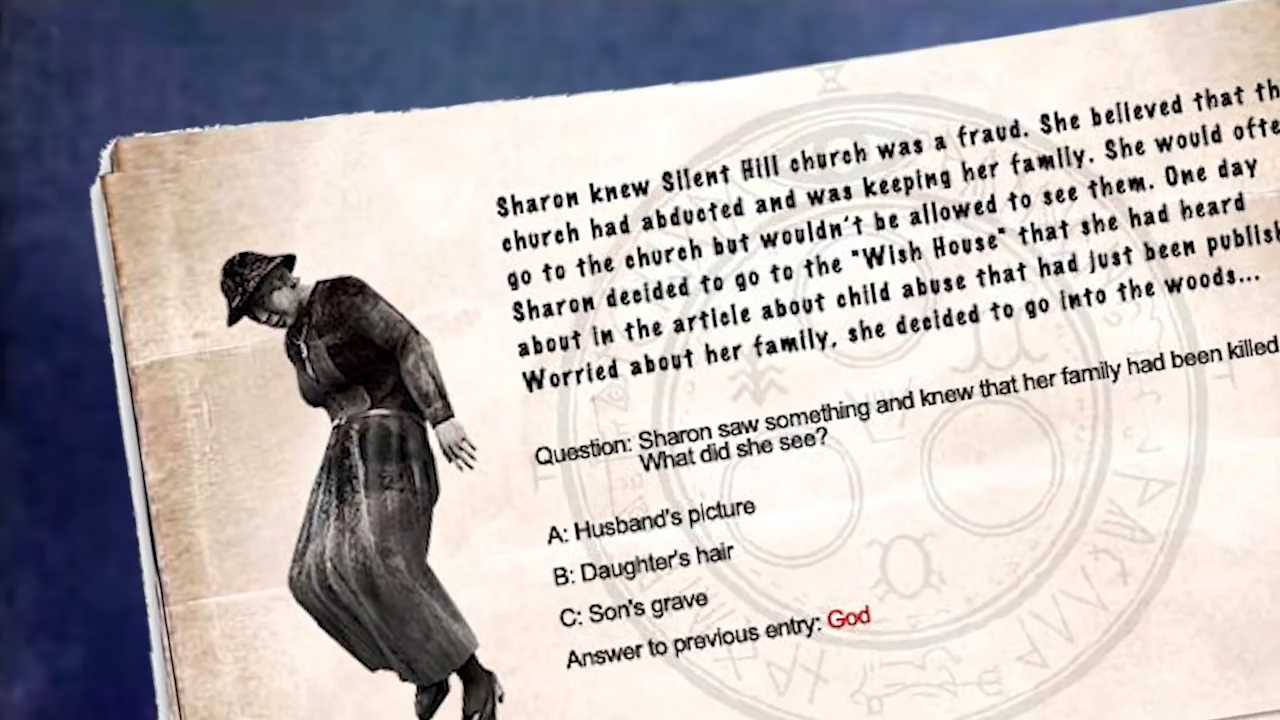 Sharon knew Silent Hill church was a fraud. She believed that
church had abducted and was keeping her family. She would
go to the church but wouldn't be allowed to see them. One day
Sharon decided to go to the "Wish House" that she had heard
about in the article about child abuse that had just been
Worried about her family, she decided to go into the woods...
Question: Sharon saw something and knew that her family had been killed
What did she see?
A: Husband's picture
B: Daughter's hair
C: Son's grave
Answer to previous entry: God